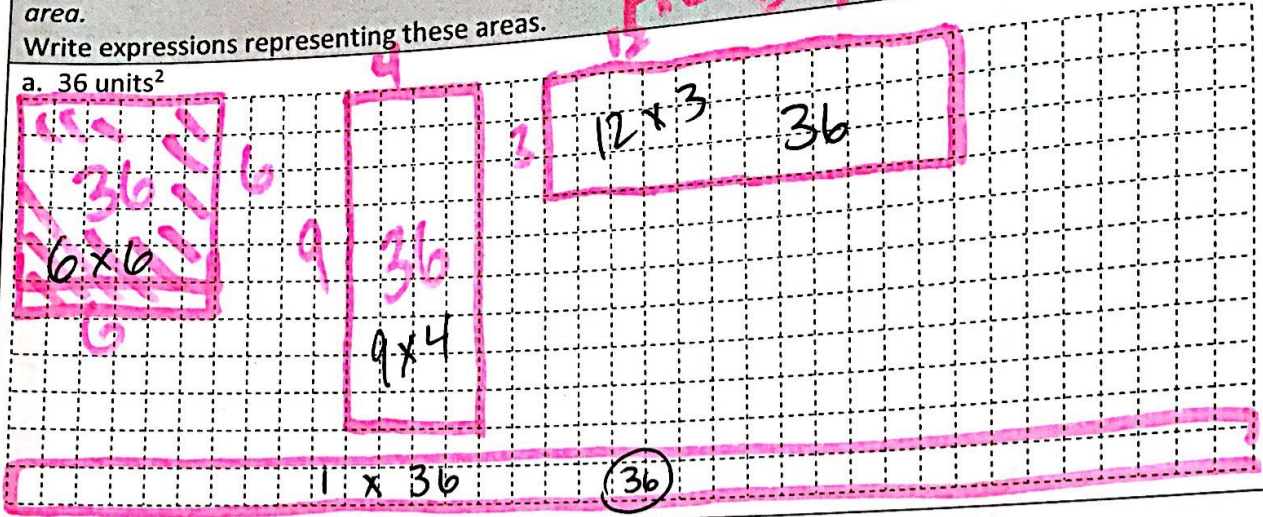 area.
Write expressions representing these areas.
a. 36 units²
12
4
3
12 x 3 36
36
6
6 x 6
6
9
36
9 x 4
1 x 36 36